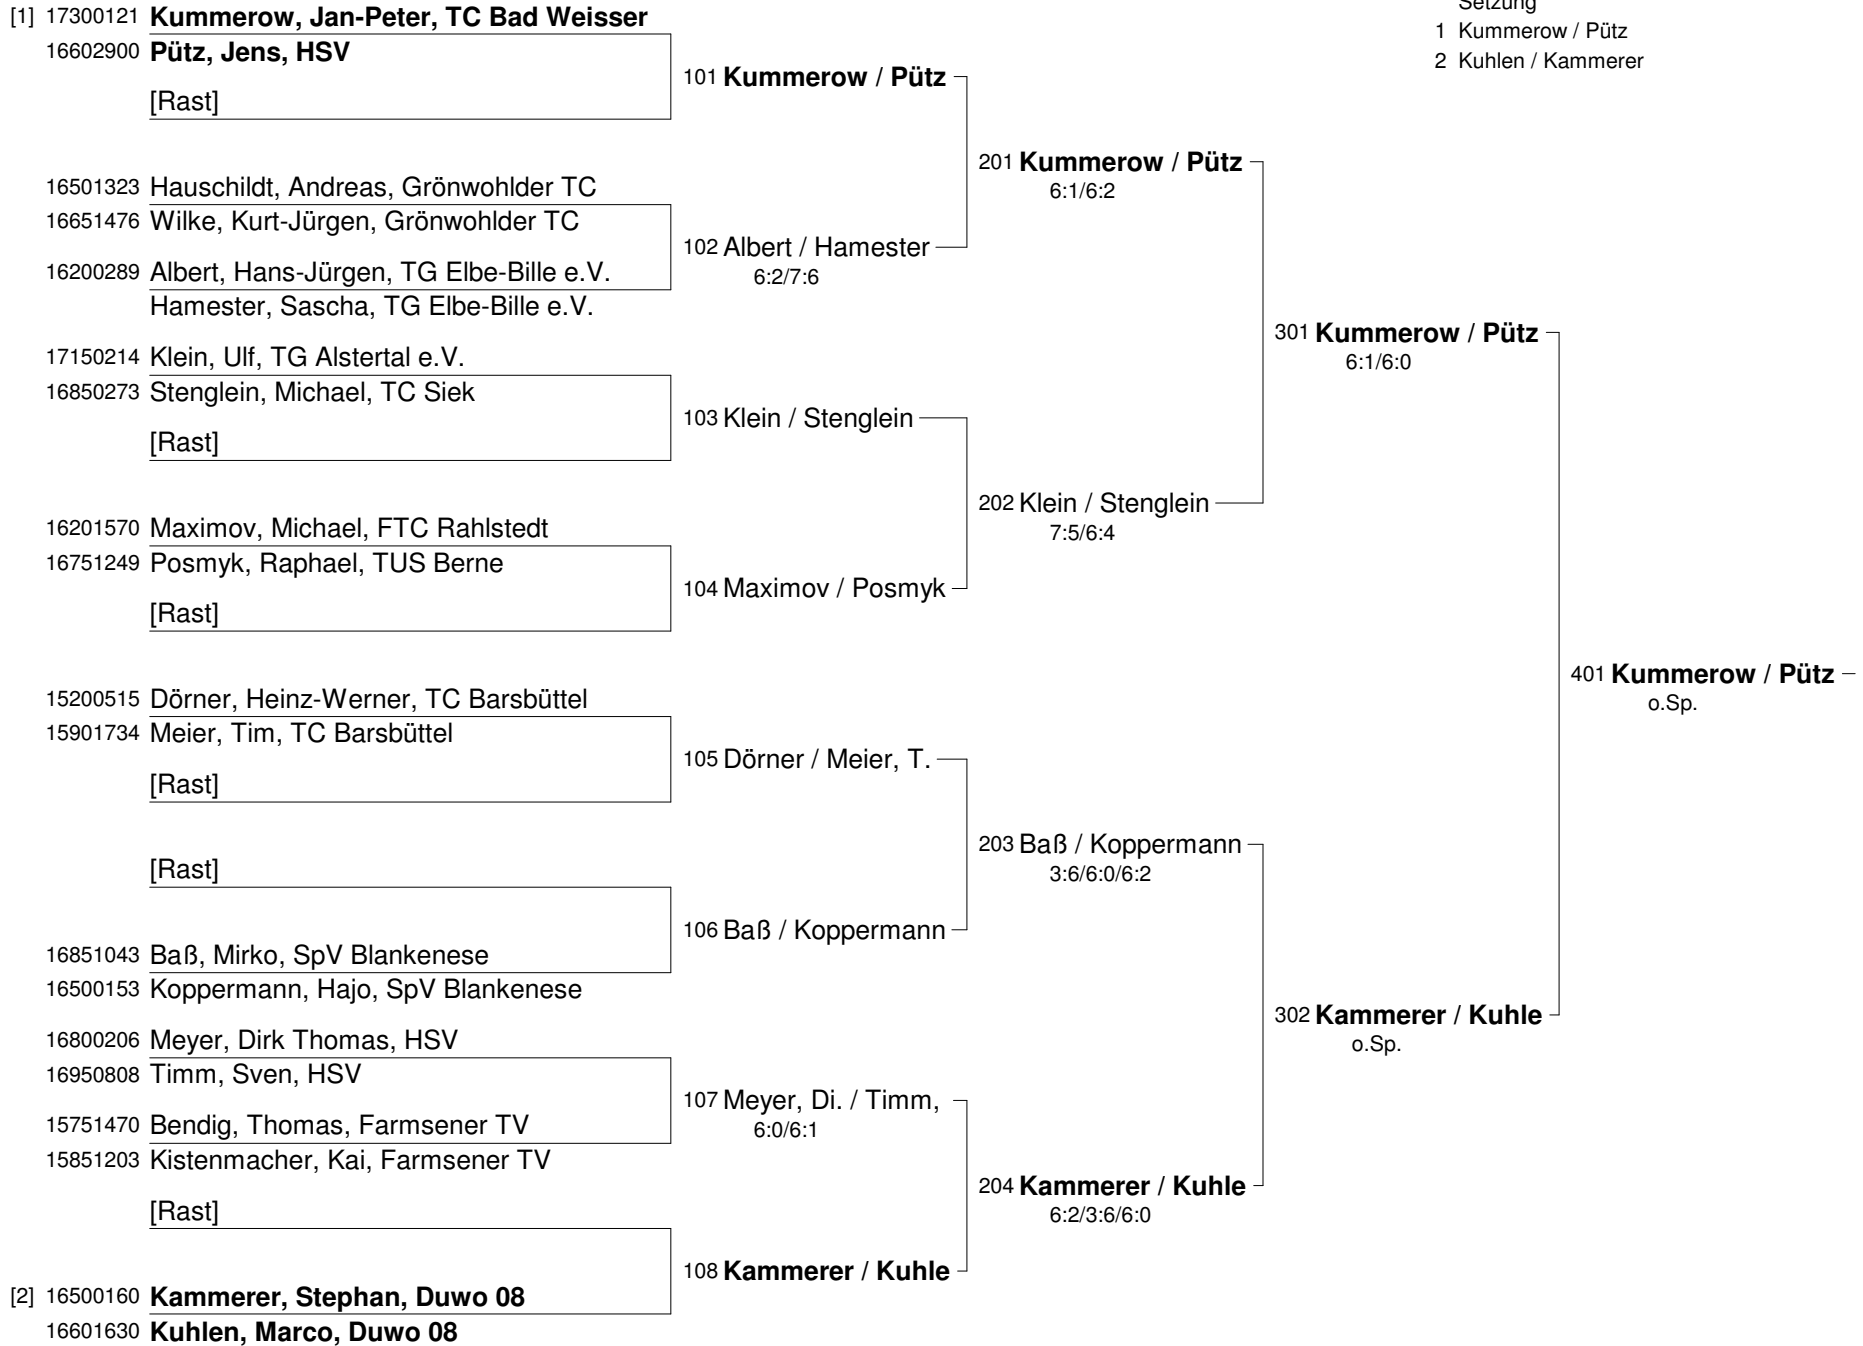 Setzung
1 Kummerow / Pütz
2 Kuhlen / Kammerer
[1] 17300121 Kummerow, Jan-Peter, TC Bad Weisser
16602900 Pütz, Jens, HSV
[Rast]
101 Kummerow / Pütz
16501323 Hauschildt, Andreas, Grönwohlder TC
16651476 Wilke, Kurt-Jürgen, Grönwohlder TC
16200289 Albert, Hans-Jürgen, TG Elbe-Bille e.V.
Hamester, Sascha, TG Elbe-Bille e.V.
102 Albert / Hamester
6:2/7:6
201 Kummerow / Pütz
6:1/6:2
17150214 Klein, Ulf, TG Alstertal e.V.
16850273 Stenglein, Michael, TC Siek
[Rast]
103 Klein / Stenglein
16201570 Maximov, Michael, FTC Rahlstedt
16751249 Posmyk, Raphael, TUS Berne
[Rast]
104 Maximov / Posmyk
202 Klein / Stenglein
7:5/6:4
301 Kummerow / Pütz
6:1/6:0
15200515 Dörner, Heinz-Werner, TC Barsbüttel
15901734 Meier, Tim, TC Barsbüttel
[Rast]
105 Dörner / Meier, T.
[Rast]
16851043 Baß, Mirko, SpV Blankenese
16500153 Koppermann, Hajo, SpV Blankenese
106 Baß / Koppermann
203 Baß / Koppermann
3:6/6:0/6:2
16800206 Meyer, Dirk Thomas, HSV
16950808 Timm, Sven, HSV
15751470 Bendig, Thomas, Farmsener TV
15851203 Kistenmacher, Kai, Farmsener TV
107 Meyer, Di. / Timm,
6:0/6:1
[Rast]
[2] 16500160 Kammerer, Stephan, Duwo 08
16601630 Kuhlen, Marco, Duwo 08
108 Kammerer / Kuhle
204 Kammerer / Kuhle
6:2/3:6/6:0
302 Kammerer / Kuhle
o.Sp.
401 Kummerow / Pütz
o.Sp.